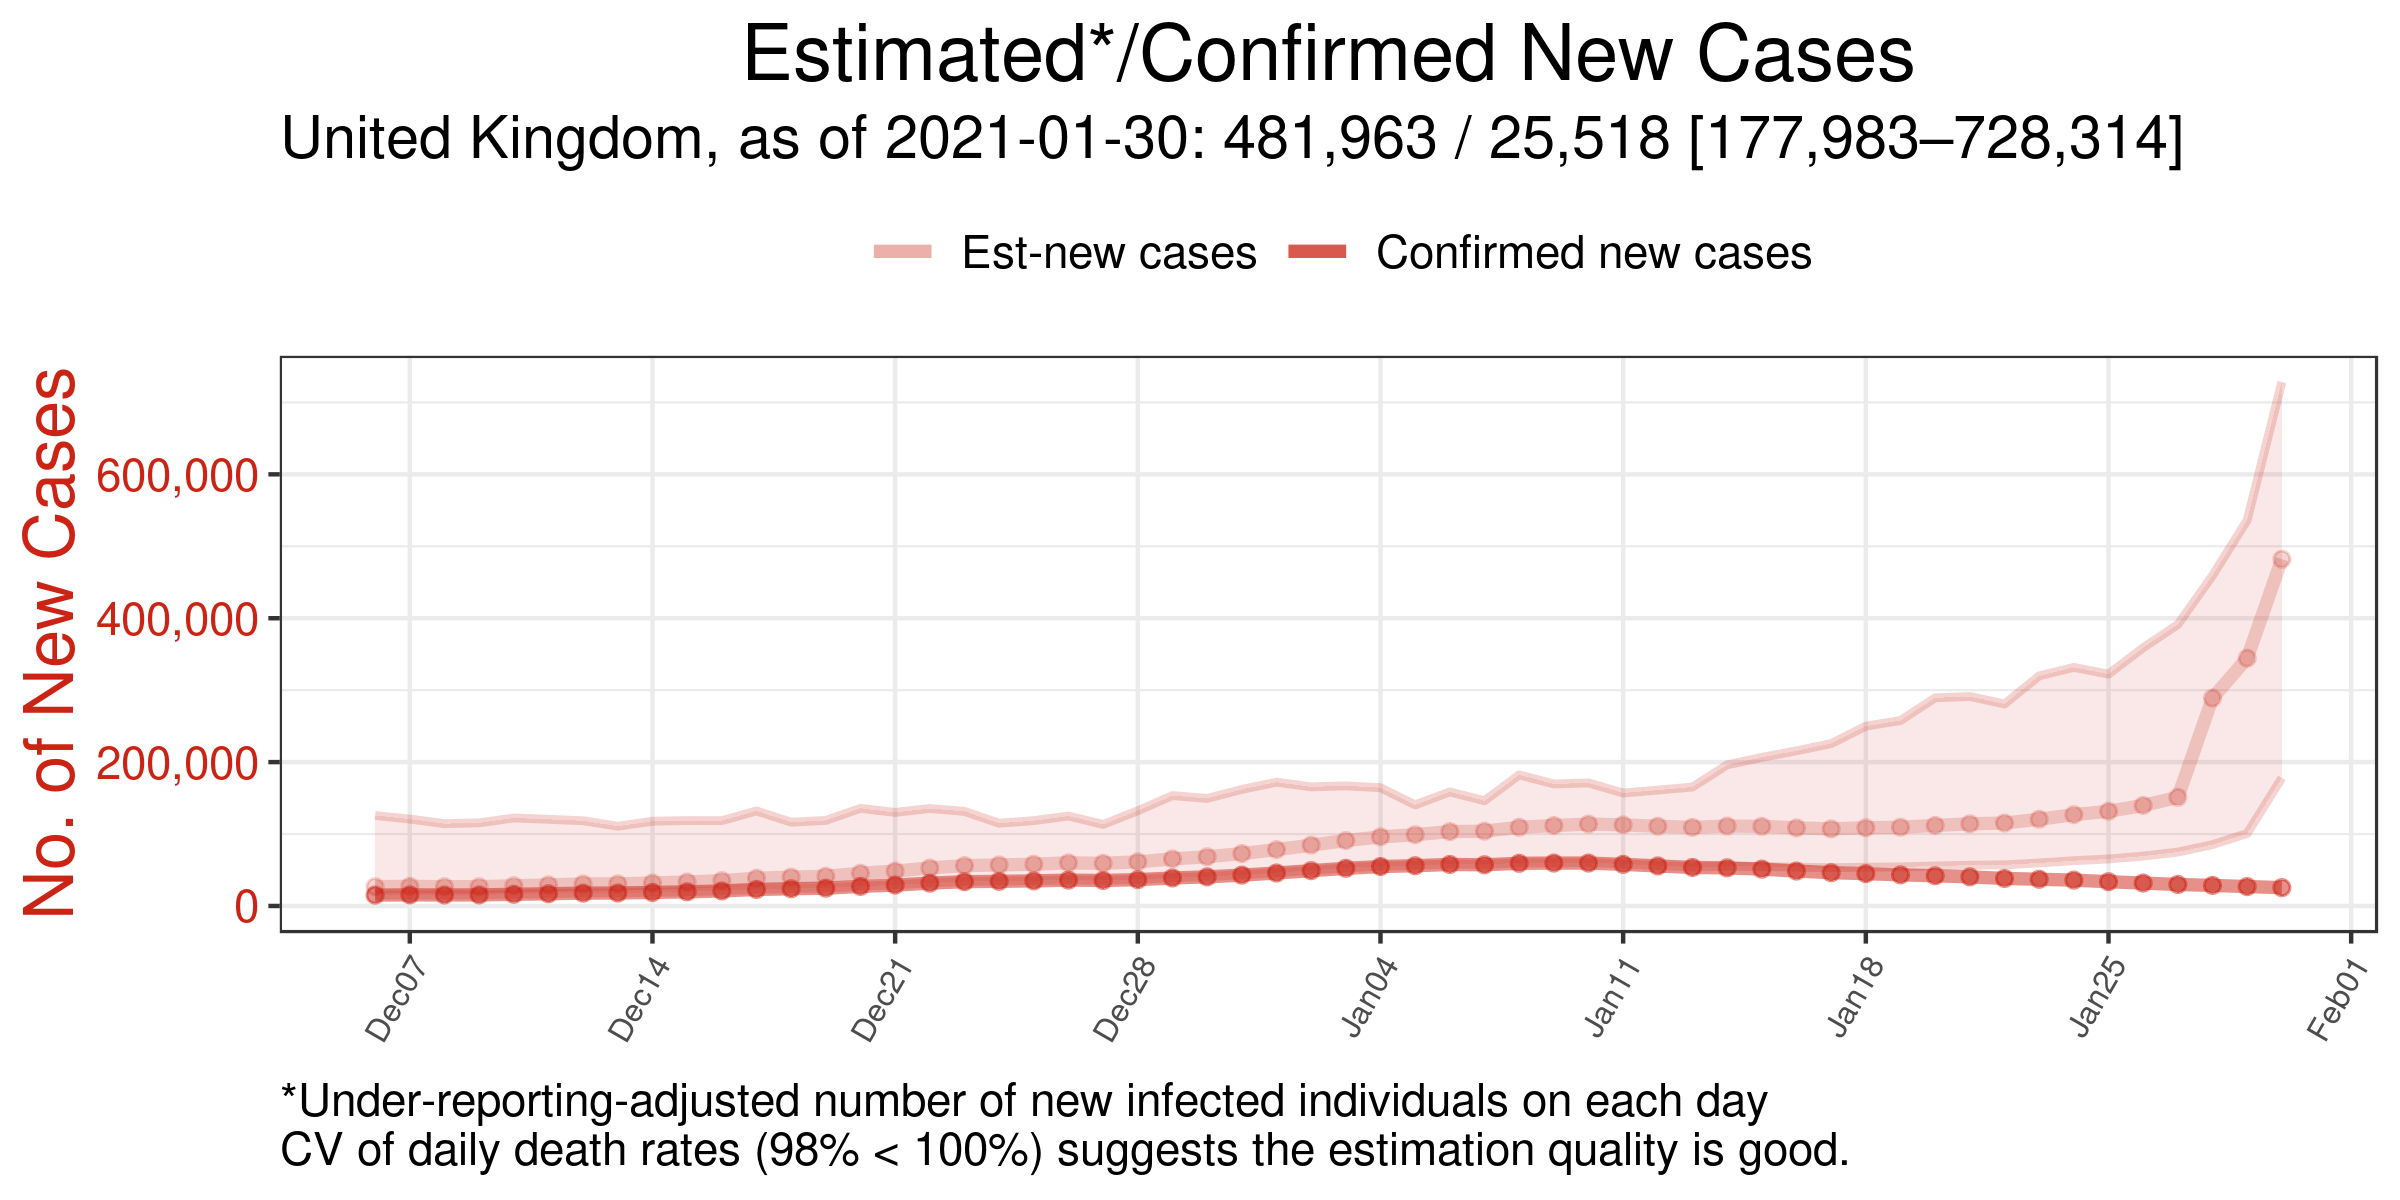 Estimated*/Confirmed New Cases
United Kingdom, as of 2021-01-30: 481,963 / 25,518 [177,983–728,314]
Est-new cases
Confirmed new cases
No. of New Cases
600,000
400,000
200,000
0
Dec07
Dec14
Dec21
Dec28
Jan04
Jan11
Jan18
Jan25
Feb01
*Under-reporting-adjusted number of new infected individuals on each day
CV of daily death rates (98% < 100%) suggests the estimation quality is good.